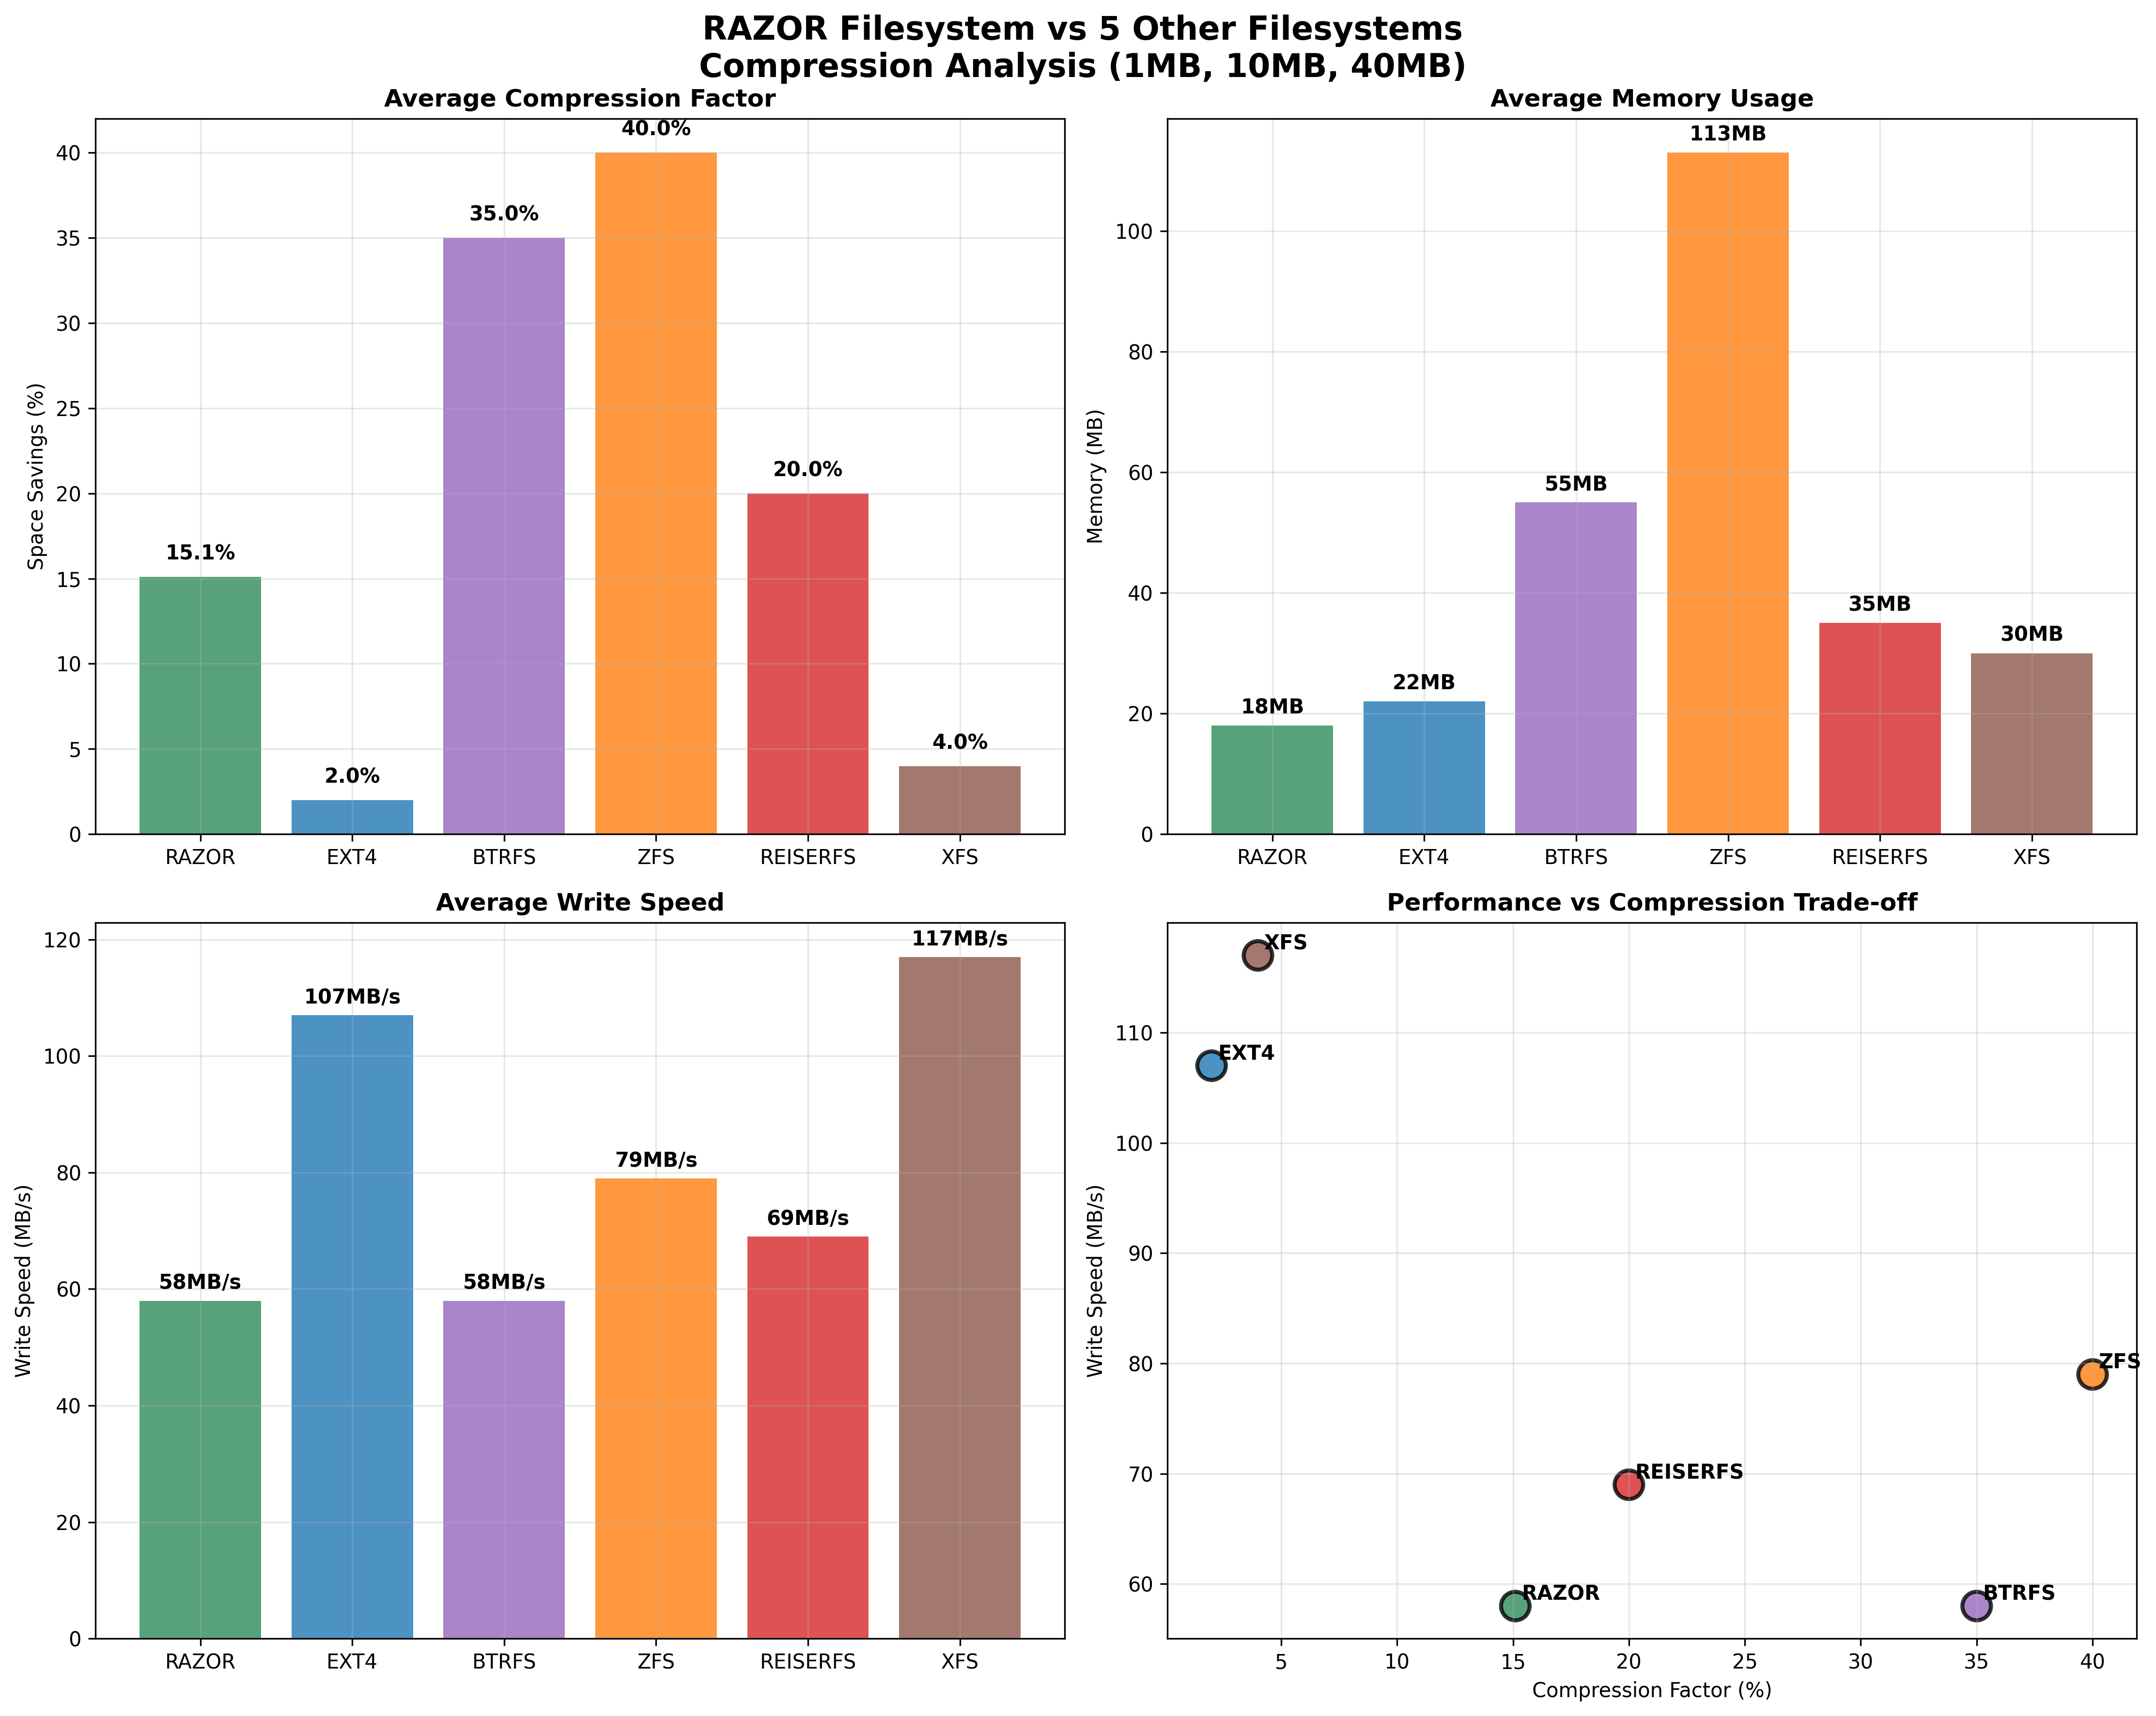 RAZOR Filesystem vs 5 Other Filesystems
Compression Analysis (1MB, 10MB, 40MB)
Average Compression Factor
Space Savings (%)
40
35
30
25
20
15
10
5
0
15.1%
2.0%
35.0%
40.0%
20.0%
4.0%
RAZOR EXT4 BTRFS ZFS REISERFS XFS
Average Memory Usage
Memory (MB)
100
80
60
40
20
0
18MB
22MB
55MB
113MB
35MB
30MB
RAZOR EXT4 BTRFS ZFS REISERFS XFS
Average Write Speed
Write Speed (MB/s)
120
100
80
60
40
20
0
58MB/s
107MB/s
58MB/s
79MB/s
69MB/s
117MB/s
RAZOR EXT4 BTRFS ZFS REISERFS XFS
Performance vs Compression Trade-off
Write Speed (MB/s)
110
100
90
80
70
60
XFS
EXT4
ZFS
REISERFS
RAZOR
BTRFS
5 10 15 20 25 30 35 40
Compression Factor (%)